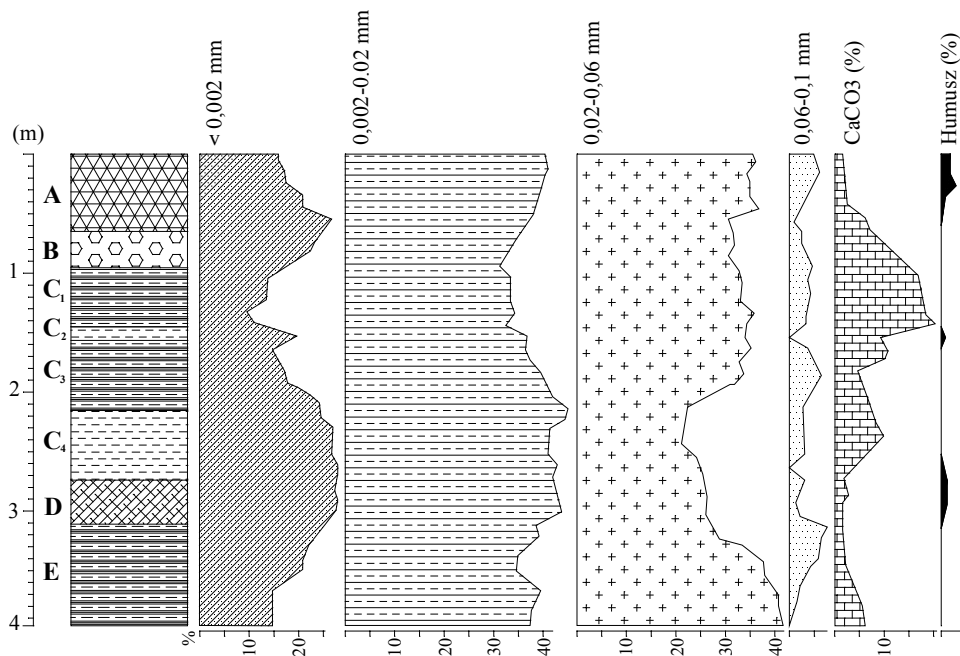 < 0,002 mm
0,002-0.02 mm
0,02-0,06 mm
0,06-0,1 mm
CaCO3 (%)
Humusz (%)
(m)
A
B
1
C1
C2
C3
2
C4
D
3
E
4
%
10
20
10
20
30
40
10
20
30
40
10